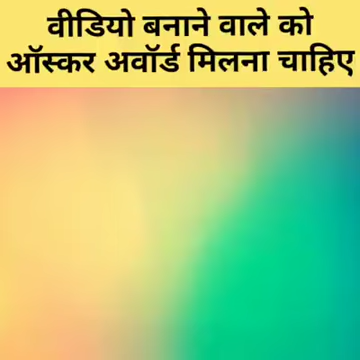 वीडियो बनाने वाले को
ऑस्कर अवॉर्ड मिलना चाहिए